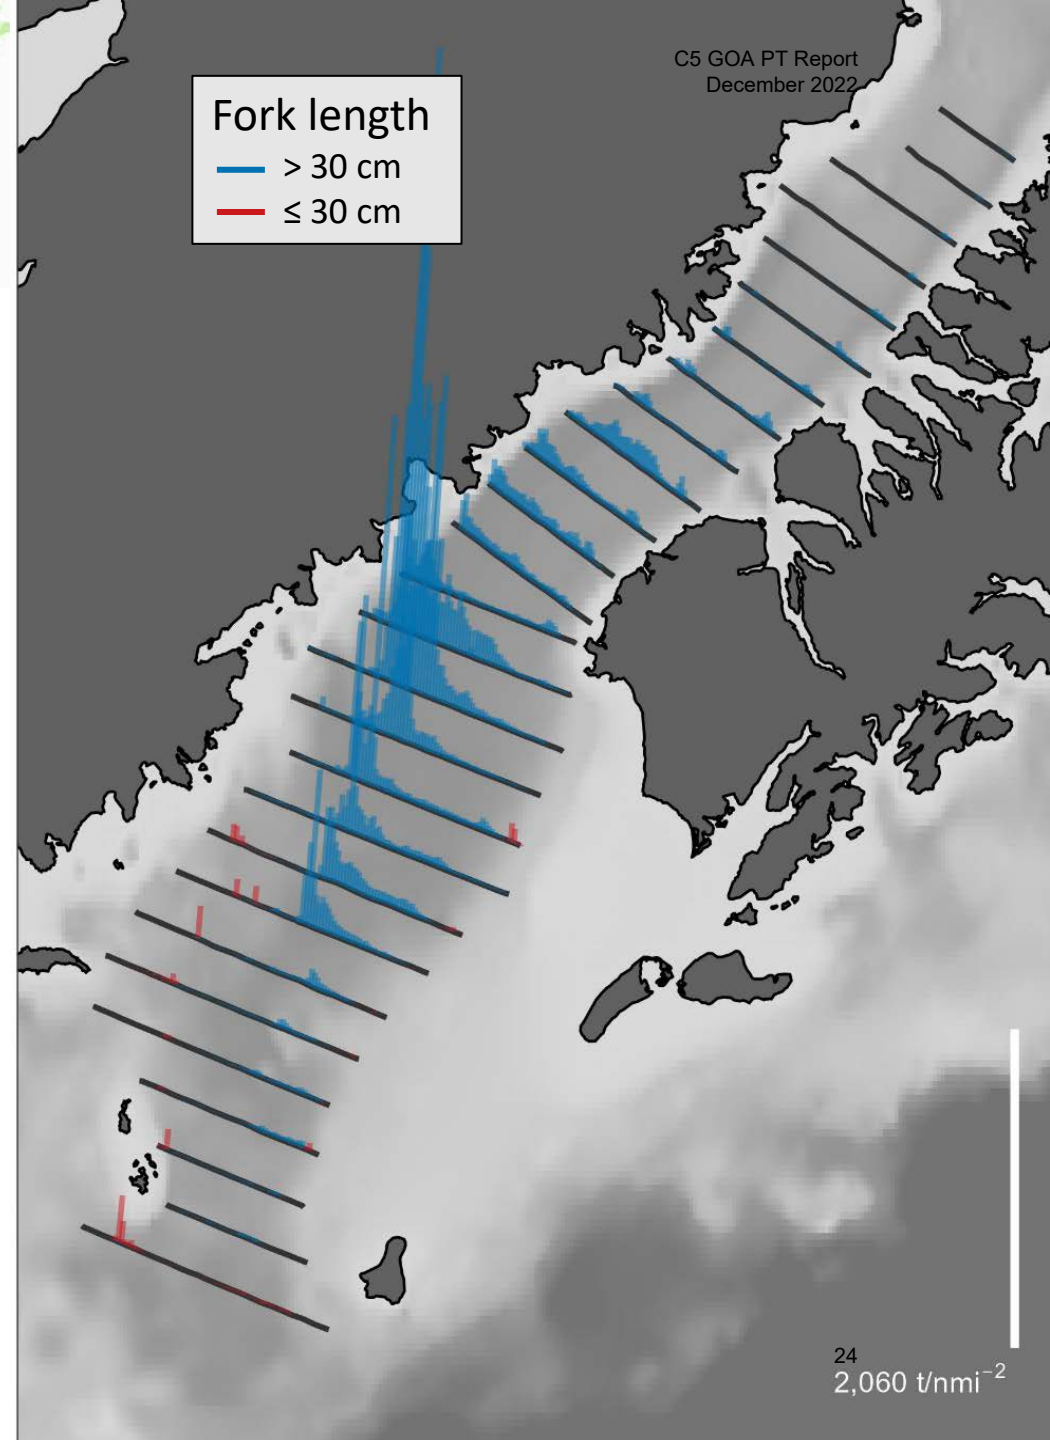 C5 GOA PT Report
December 2022
Fork length
> 30 cm
≤ 30 cm
24
2,060 t/nmi⁻²